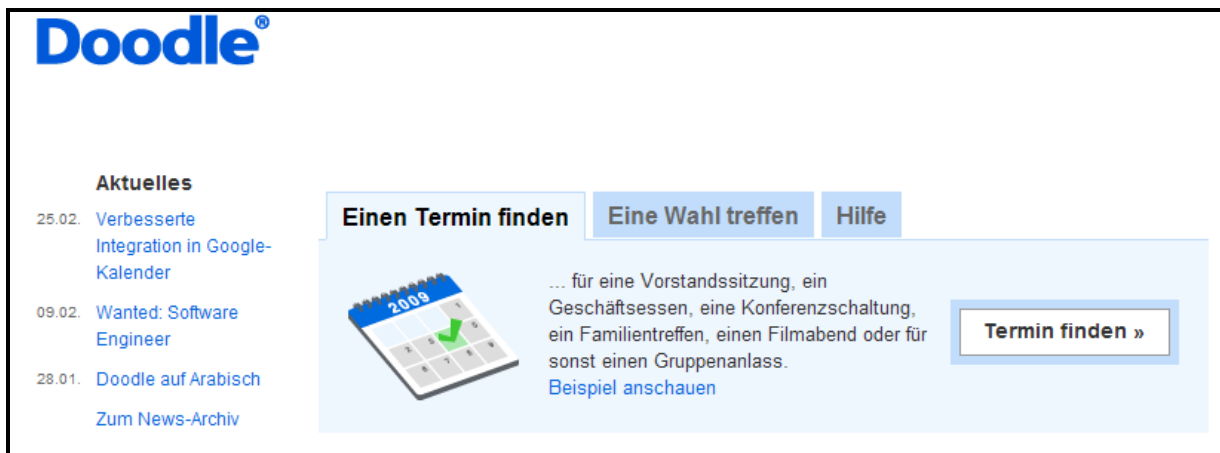 Doodle®
Aktuelles
25.02. Verbesserte
Integration in Google-
Kalender
09.02. Wanted: Software
Engineer
28.01. Doodle auf Arabisch
Zum News-Archiv
Einen Termin finden
Eine Wahl treffen
Hilfe
2009
... für eine Vorstandssitzung, ein
Geschäftsessen, eine Konferenzschaltung,
ein Familientreffen, einen Filmabend oder für
sonst einen Gruppenanlass.
Beispiel anschauen
Termin finden »